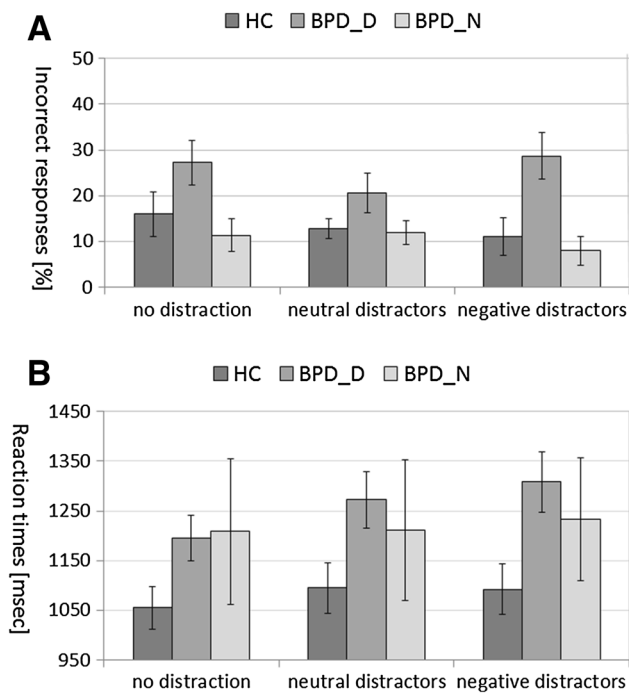 A
HC BPD_D BPD_N
Incorrect responses [%]
50
40
30
20
10
0
no distraction neutral distractors negative distractors
B
HC BPD_D BPD_N
Reaction times [msec]
1450
1350
1250
1150
1050
950
no distraction neutral distractors negative distractors